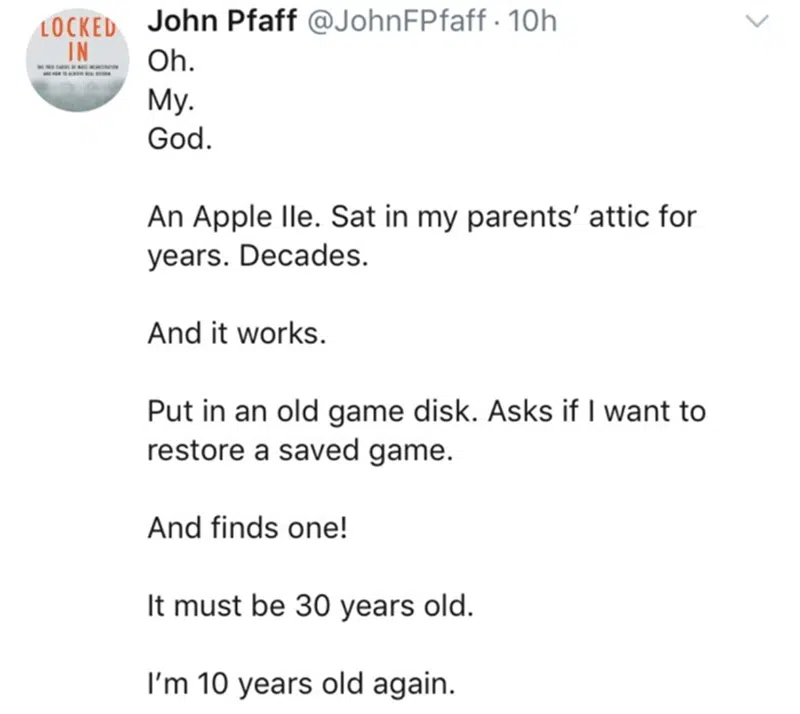 LOCKED
IN
John Pfaff @JohnFPfaff · 10h
Oh.
My.
God.
An Apple IIe. Sat in my parents’ attic for
years. Decades.
And it works.
Put in an old game disk. Asks if I want to
restore a saved game.
And finds one!
It must be 30 years old.
I’m 10 years old again.